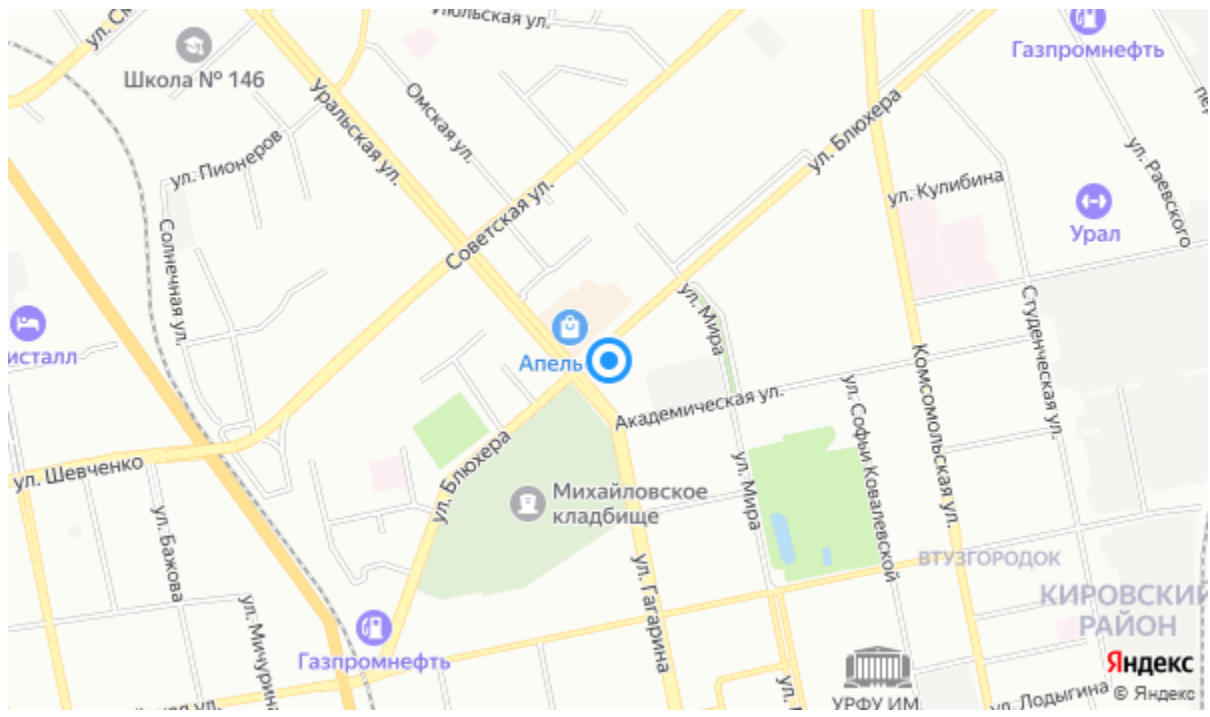 Июльская ул.
Газпромнефть
Школа № 146
Уральская ул.
Омская ул.
ул. Блюхера
ул. Пионеров
ул. Раевского
ул. Кулибина
Советская ул.
Урал
Солнечная ул.
ул. Мира
Студенческая ул.
Апель
Комсомольская ул.
Академическая ул.
ул. Софьи Ковалевской
ул. Шевченко
ул. Блюхера
Михайловское
кладбище
ул. Мира
ул. Бажова
ВТУЗГОРОДОК
ул. Гагарина
КИРОВСКИЙ
РАЙОН
ул. Мичурина
Газпромнефть
Яндекс
УРФУ ИМ.
ул. Лодыгина
© Яндекс